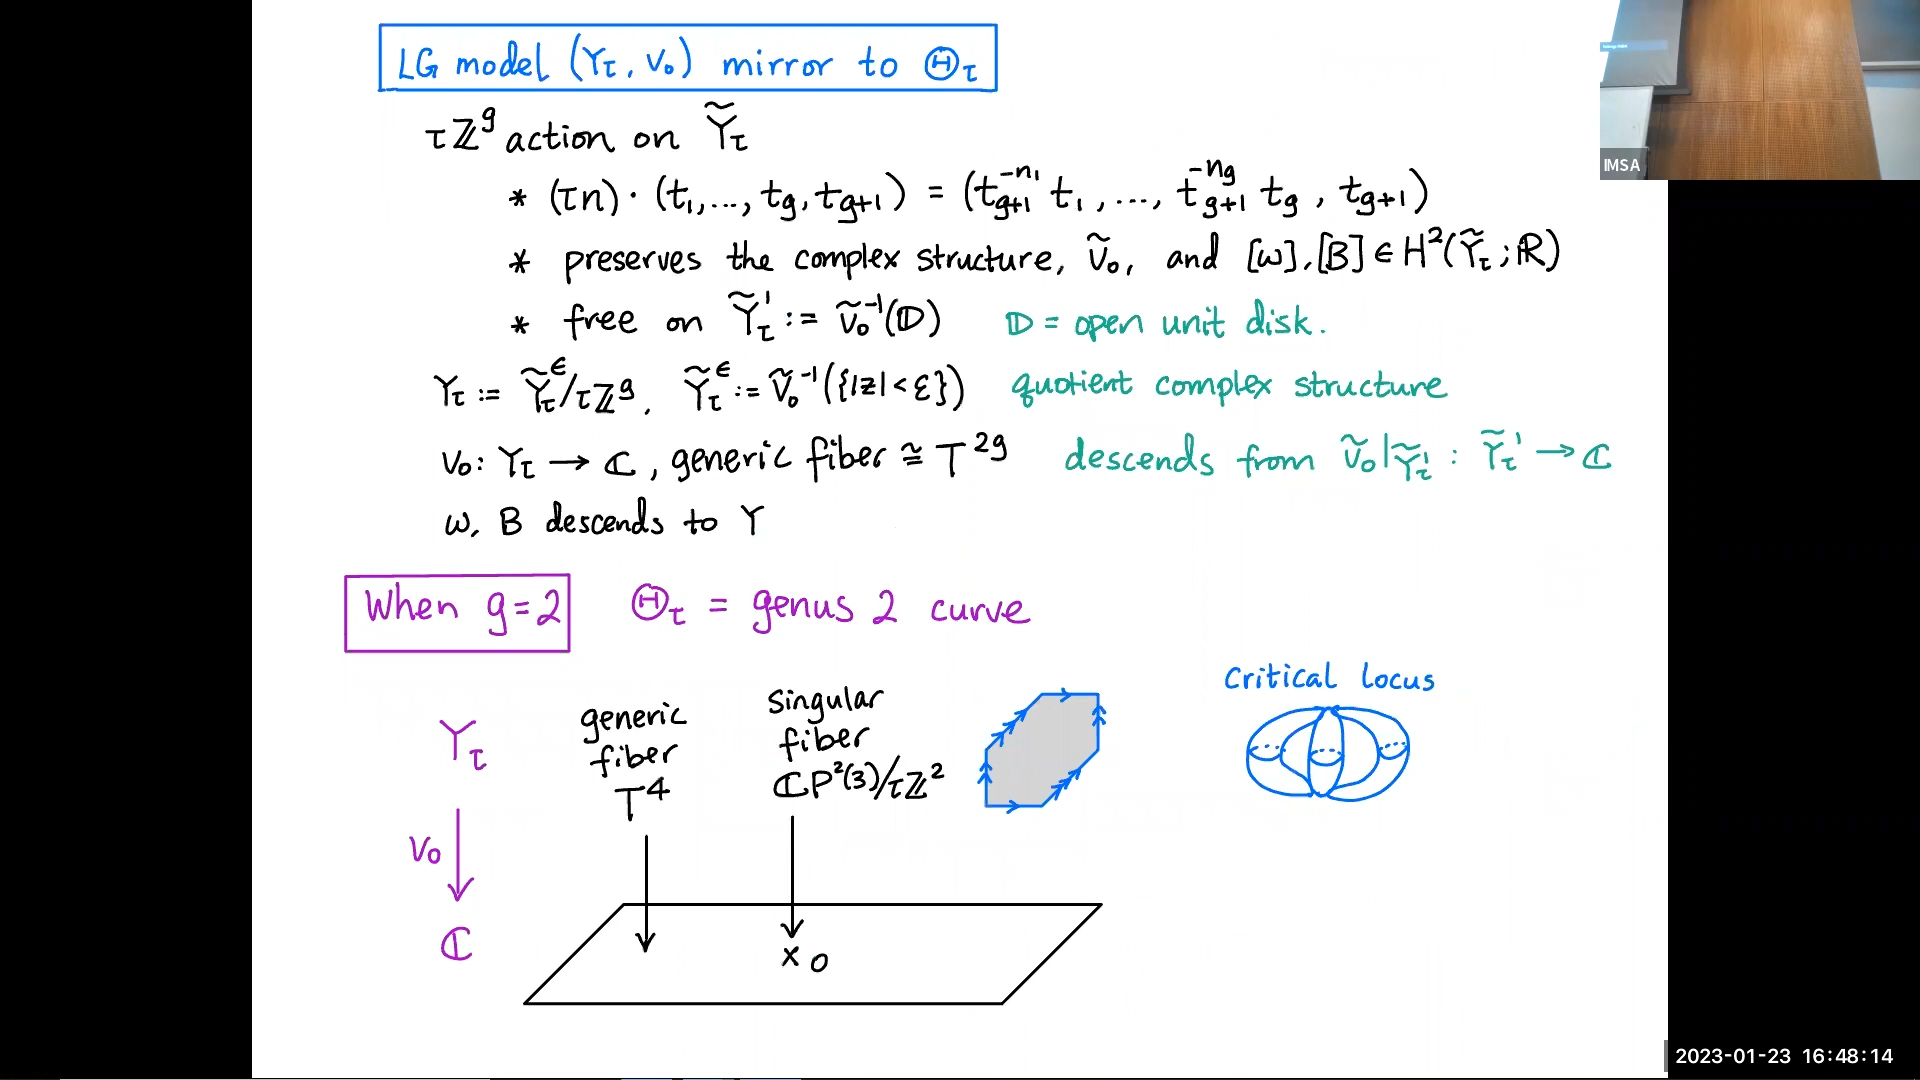 LG model (Yτ, v₀) mirror to Θτ
τℤᵍ action on Ỹτ
* (τn)·(t₁,...,t_g, t_{g+1}) = (t_{g+1}^{-n₁} t₁,..., t_{g+1}^{-n_g} t_g, t_{g+1})
* preserves the complex structure, ṽ₀, and [ω],[B] ∈ H²(Ỹτ;ℝ)
* free on Ỹτ' := ṽ₀⁻¹(𝔻) 𝔻 = open unit disk.
Yτ := Ỹτ^ϵ/τℤᵍ, Ỹτ^ϵ := ṽ₀⁻¹({|z|<ε}) quotient complex structure
v₀: Yτ → ℂ, generic fiber ≅ T²ᵍ descends from ṽ₀|Ỹτ' : Ỹτ' → ℂ
ω, B descends to Y
When g=2 Θτ = genus 2 curve
Critical locus
generic
fiber
T⁴
Singular
fiber
ℂP²(3)/τℤ²
Yτ
v₀
ℂ
x 0
IMSA
2023-01-23 16:48:14